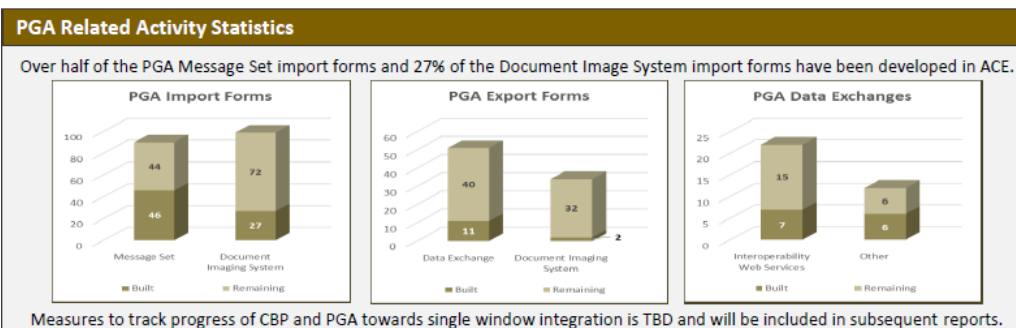 PGA Related Activity Statistics
Over half of the PGA Message Set import forms and 27% of the Document Image System import forms have been developed in ACE.
PGA Import Forms
100
80
60
40
20
0
44
46
72
27
Message Set
Document
Imaging System
Built
Remaining
PGA Export Forms
60
50
40
30
20
10
0
40
11
32
2
Data Exchange
Document Imaging
System
Built
Remaining
PGA Data Exchanges
25
20
15
10
5
0
15
7
6
6
Interoperability
Web Services
Other
Built
Remaining
Measures to track progress of CBP and PGA towards single window integration is TBD and will be included in subsequent reports.